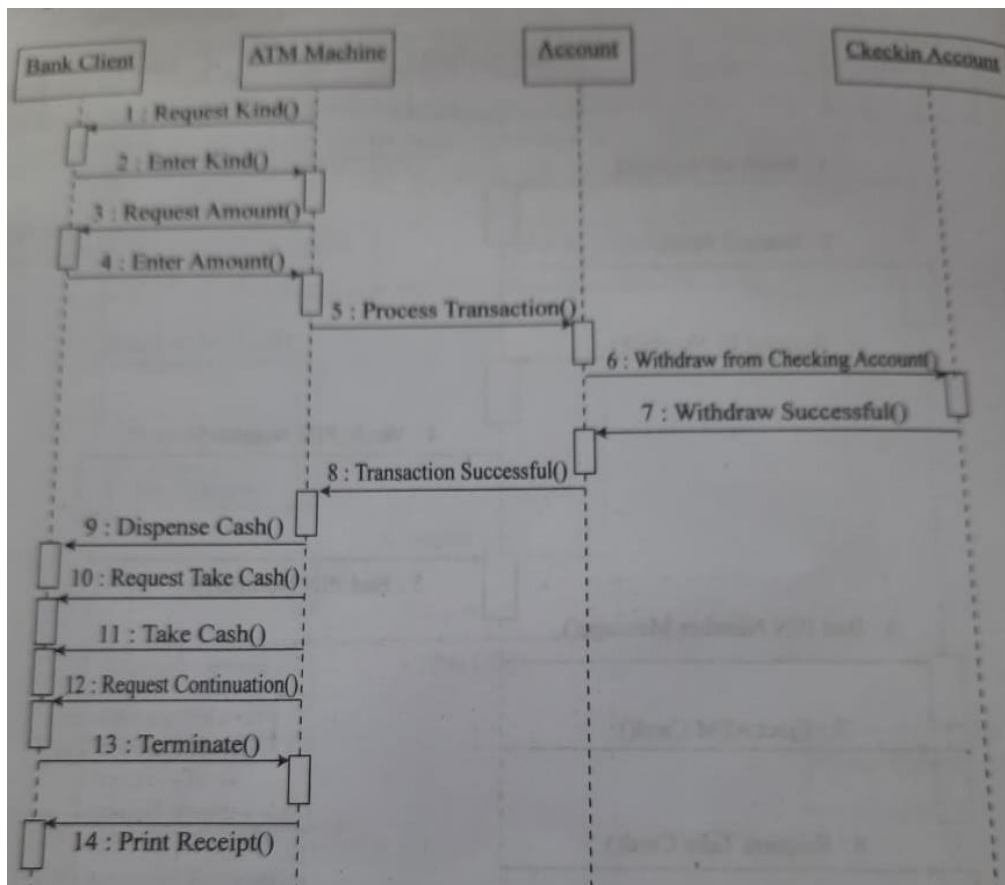 Bank Client
ATM Machine
Account
Ckeckin Account
1 : Request Kind()
2 : Enter Kind()
3 : Request Amount()
4 : Enter Amount()
5 : Process Transaction()
6 : Withdraw from Checking Account()
7 : Withdraw Successful()
8 : Transaction Successful()
9 : Dispense Cash()
10 : Request Take Cash()
11 : Take Cash()
12 : Request Continuation()
13 : Terminate()
14 : Print Receipt()